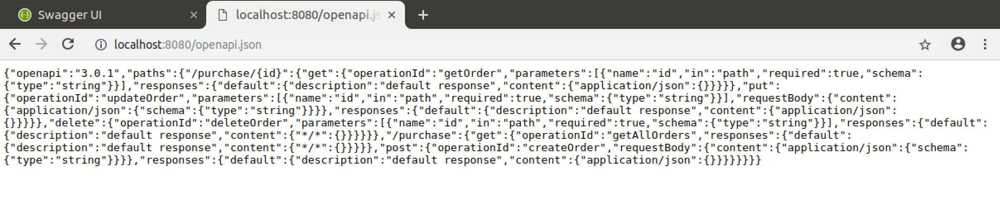 Swagger UI
localhost:8080/openapi.js
localhost:8080/openapi.json
{"openapi":"3.0.1","paths":{"/purchase/{id}":{"get":{"operationId":"getOrder","parameters":[{"name":"id","in":"path","required":true,"schema":
{"type":"string"}}],"responses":{"default":{"description":"default response","content":{"application/json":{}}}}},"put":
{"operationId":"updateOrder","parameters":[{"name":"id","in":"path","required":true,"schema":{"type":"string"}}],"requestBody":{"content":
{"application/json":{"schema":{"type":"string"}}}},"responses":{"default":{"description":"default response","content":{"application/json":
{}}}}},"delete":{"operationId":"deleteOrder","parameters":[{"name":"id","in":"path","required":true,"schema":{"type":"string"}}],"responses":{"default":
{"description":"default response","content":{"*/*":{}}}}}},"/purchase":{"get":{"operationId":"getAllOrders","responses":{"default":
{"description":"default response","content":{"*/*":{}}}}},"post":{"operationId":"createOrder","requestBody":{"content":{"application/json":{"schema":
{"type":"string"}}}},"responses":{"default":{"description":"default response","content":{"application/json":{}}}}}}}}